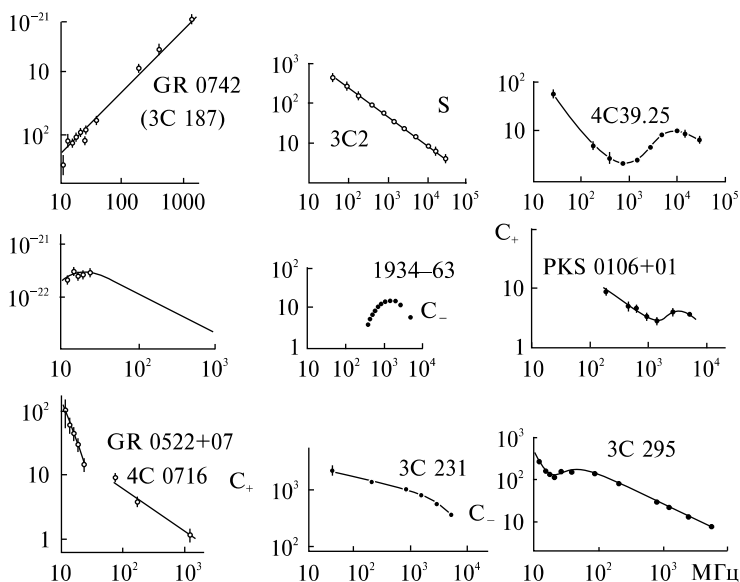 10⁻²¹
10
10²
GR 0742
(3C 187)
10 100 1000
10³
10²
10
S
3C2
10 10² 10³ 10⁴ 10⁵
10²
10
4C39.25
10 10² 10³ 10⁴ 10⁵
10⁻²¹
10⁻²²
10 10² 10³
10²
10
1
1934–63
C₋
10 10² 10³ 10⁴
C₊
10
1
PKS 0106+01
10 10² 10³ 10⁴
10²
10
1
GR 0522+07
4C 0716
C₊
10 10² 10³
10³
10²
3C 231
C₋
10 10² 10³ 10⁴
10³
10²
10
3C 295
10 10² 10³ МГц